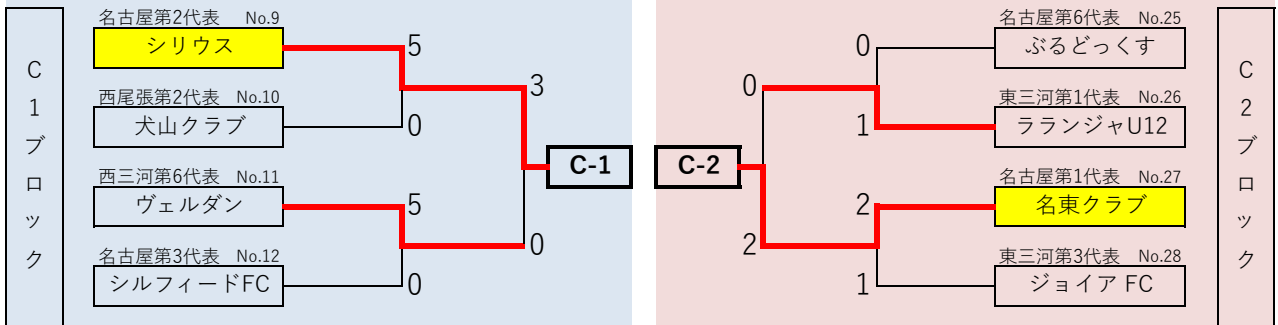 C1ブロック
名古屋第2代表 No.9
シリウス
5
西尾張第2代表 No.10
犬山クラブ
0
3
西三河第6代表 No.11
ヴェルダン
5
名古屋第3代表 No.12
シルフィードFC
0
0
C-1
C-2
0
2
名古屋第6代表 No.25
ぶるどっくす
0
東三河第1代表 No.26
ラランジャU12
1
名古屋第1代表 No.27
名東クラブ
2
東三河第3代表 No.28
ジョイア FC
1
C2ブロック